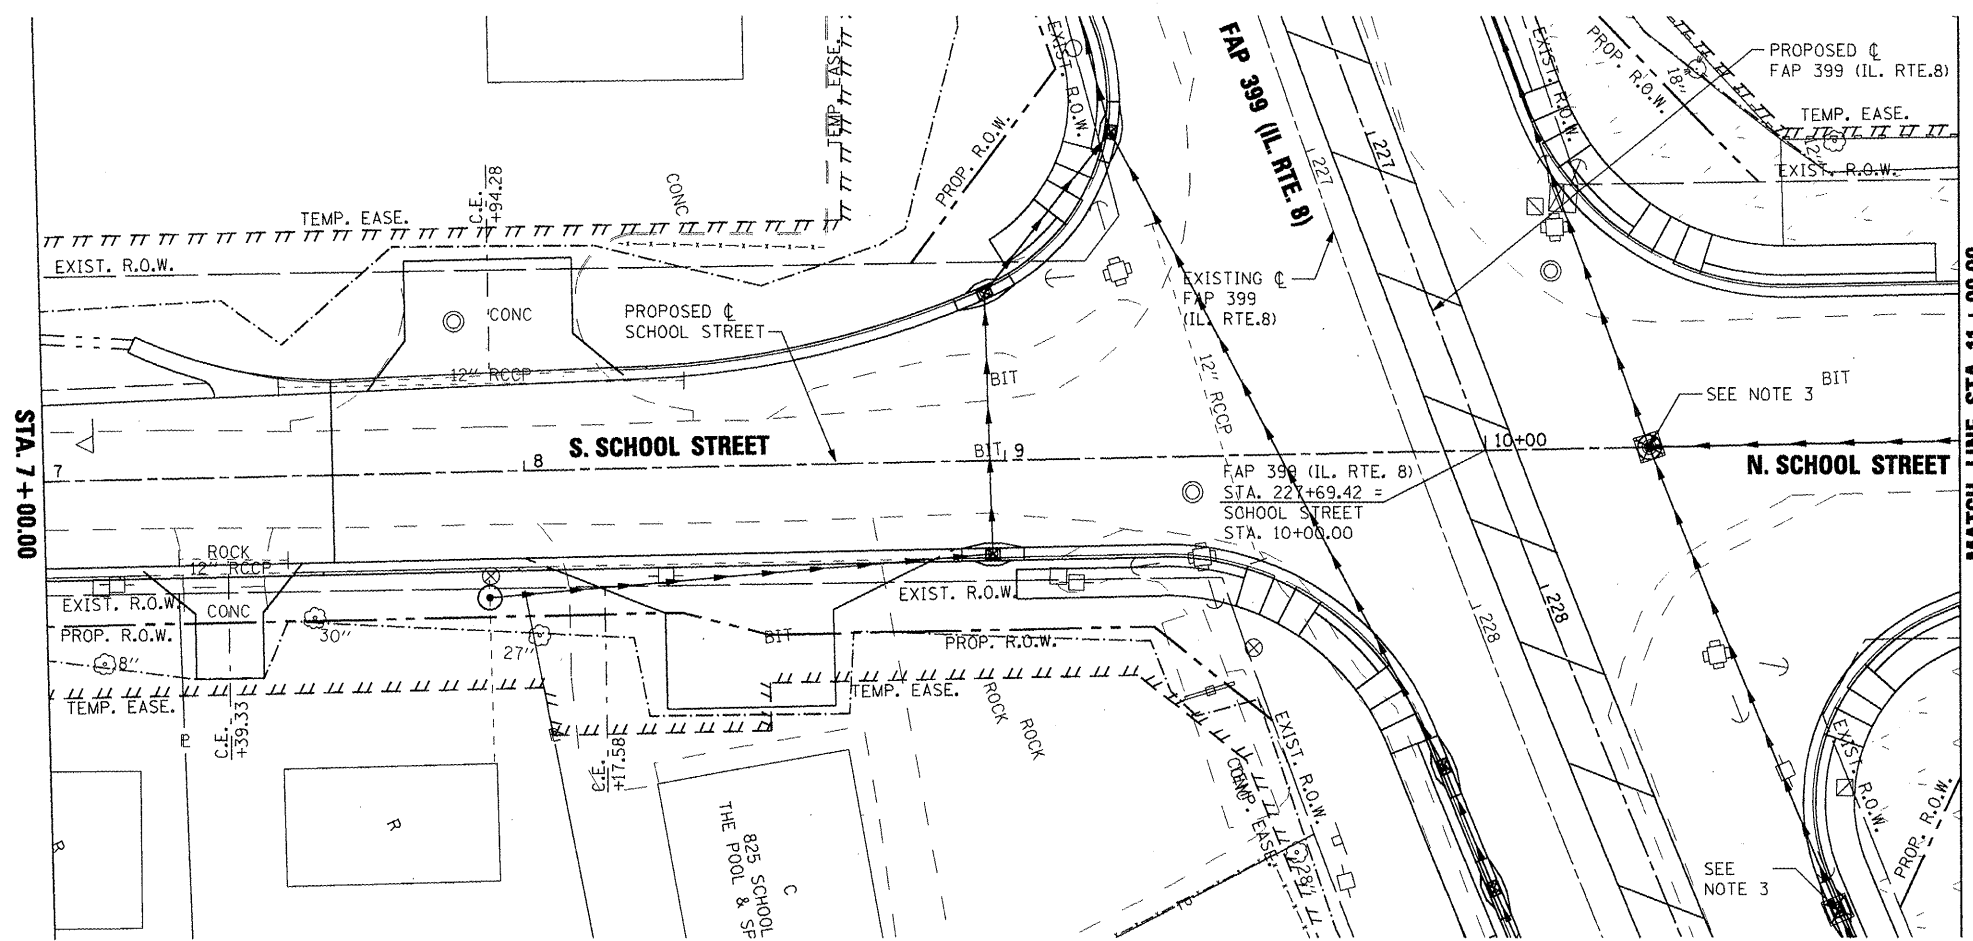 STA. 7 + 00.00
TEMP. EASE.
EXIST. R.O.W.
C.E.
+94.28
CONC
TEMP. EASE.
CONC
12" RCCP
PROPOSED ℄
SCHOOL STREET
PROP. R.O.W.
EXIST. R.O.W.
FAP 399 (IL. RTE. 8)
EXISTING ℄
FAP 399
(IL. RTE.8)
227
227
EXIST. R.O.W.
PROP. R.O.W.
18"
PROPOSED ℄
FAP 399 (IL. RTE.8)
TEMP. EASE.
12"
EXIST. R.O.W.
12" RCCP
BIT
BIT
SEE NOTE 3
BIT
7
8
S. SCHOOL STREET
9
10+00
N. SCHOOL STREET
FAP 399 (IL. RTE. 8)
STA. 227+69.42 =
SCHOOL STREET
STA. 10+00.00
ROCK
12" RCCP
EXIST. R.O.W.
CONC
PROP. R.O.W.
8"
30"
27"
TEMP. EASE.
C.E.
+39.33
P
R
R
C.E.
+17.58
BIT
EXIST. R.O.W.
PROP. R.O.W.
TEMP. EASE.
ROCK
ROCK
C
825 SCHOOL
THE POOL & SP
228
228
EXIST. R.O.W.
CONC
TEMP. EASE.
28"
P
EXIST. R.O.W.
PROP. R.O.W.
SEE
NOTE 3